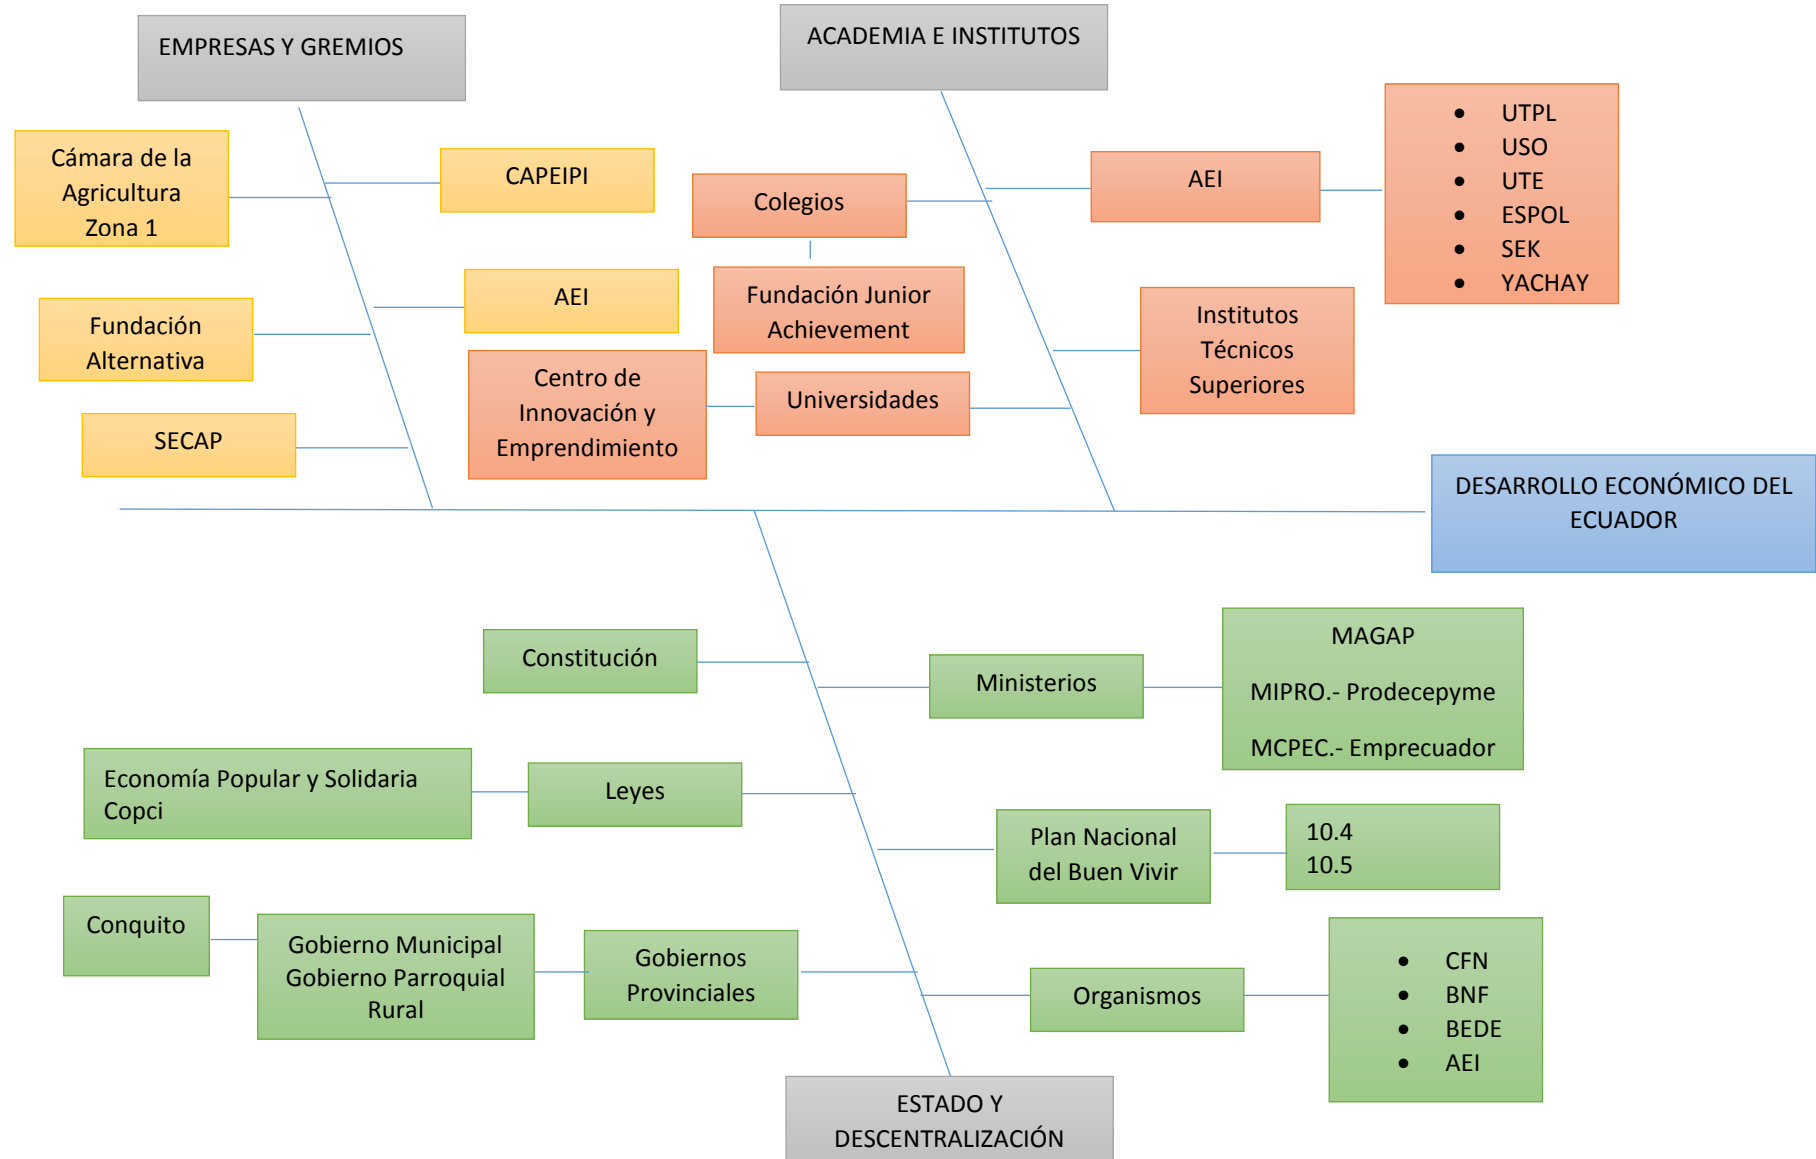 EMPRESAS Y GREMIOS
ACADEMIA E INSTITUTOS
Cámara de la
Agricultura
Zona 1
CAPEIPI
Fundación
Alternativa
AEI
SECAP
Colegios
Fundación Junior
Achievement
Centro de
Innovación y
Emprendimiento
Universidades
AEI
• UTPL
• USO
• UTE
• ESPOL
• SEK
• YACHAY
Institutos
Técnicos
Superiores
DESARROLLO ECONÓMICO DEL
ECUADOR
Constitución
Ministerios
MAGAP
MIPRO.- Prodecepyme
MCPEC.- Emprecuador
Economía Popular y Solidaria
Copci
Leyes
Plan Nacional
del Buen Vivir
10.4
10.5
Conquito
Gobierno Municipal
Gobierno Parroquial
Rural
Gobiernos
Provinciales
Organismos
• CFN
• BNF
• BEDE
• AEI
ESTADO Y
DESCENTRALIZACIÓN